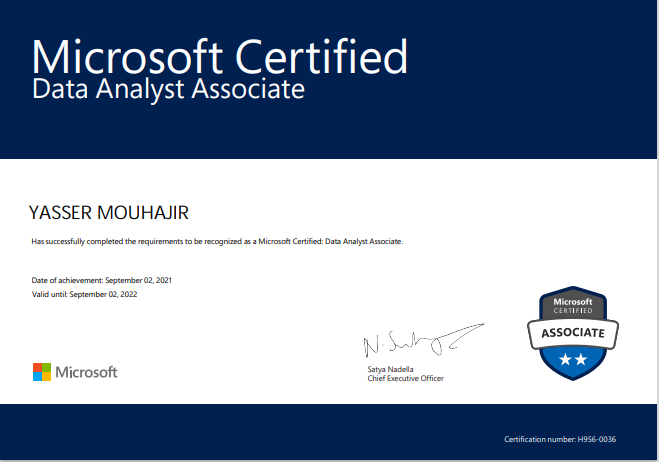 Microsoft Certified
Data Analyst Associate
YASSER MOUHAJIR
Has successfully completed the requirements to be recognized as a Microsoft Certified: Data Analyst Associate.
Date of achievement: September 02, 2021
Valid until: September 02, 2022
Microsoft
CERTIFIED
ASSOCIATE
Satya Nadella
Chief Executive Officer
Microsoft
Certification number: H956-0036